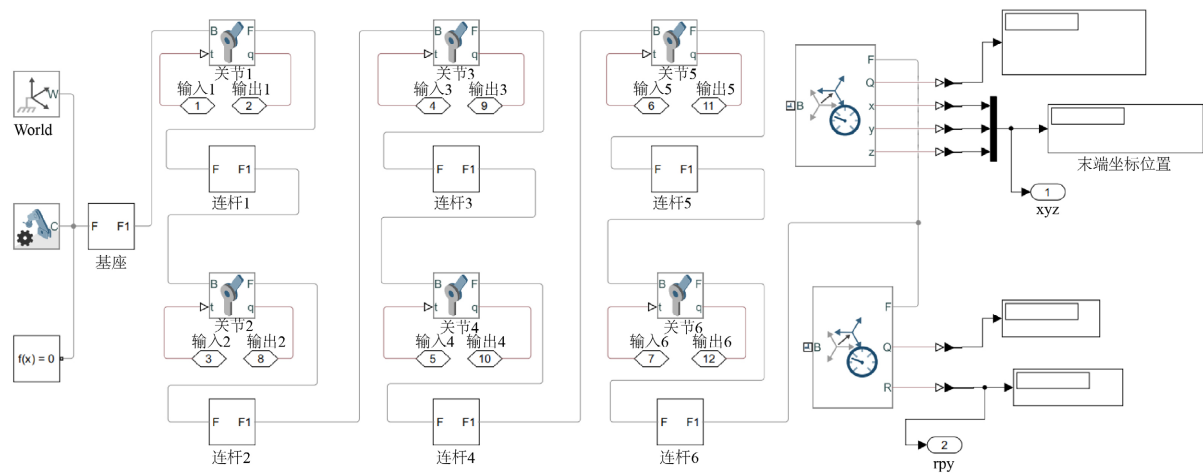 B F
t q
关节1
输入1 输出1
1 2
B F
t q
关节3
输入3 输出3
4 9
B F
t q
关节5
输入5 输出5
6 11
W
World
F F1
连杆1
F F1
连杆3
F F1
连杆5
C
F F1
基座
f(x) = 0
B F
t q
关节2
输入2 输出2
3 8
B F
t q
关节4
输入4 输出4
5 10
B F
t q
关节6
输入6 输出6
7 12
F F1
连杆2
F F1
连杆4
F F1
连杆6
F
Q
B x
y
z
末端坐标位置
1
xyz
F
B Q
R
2
rpy